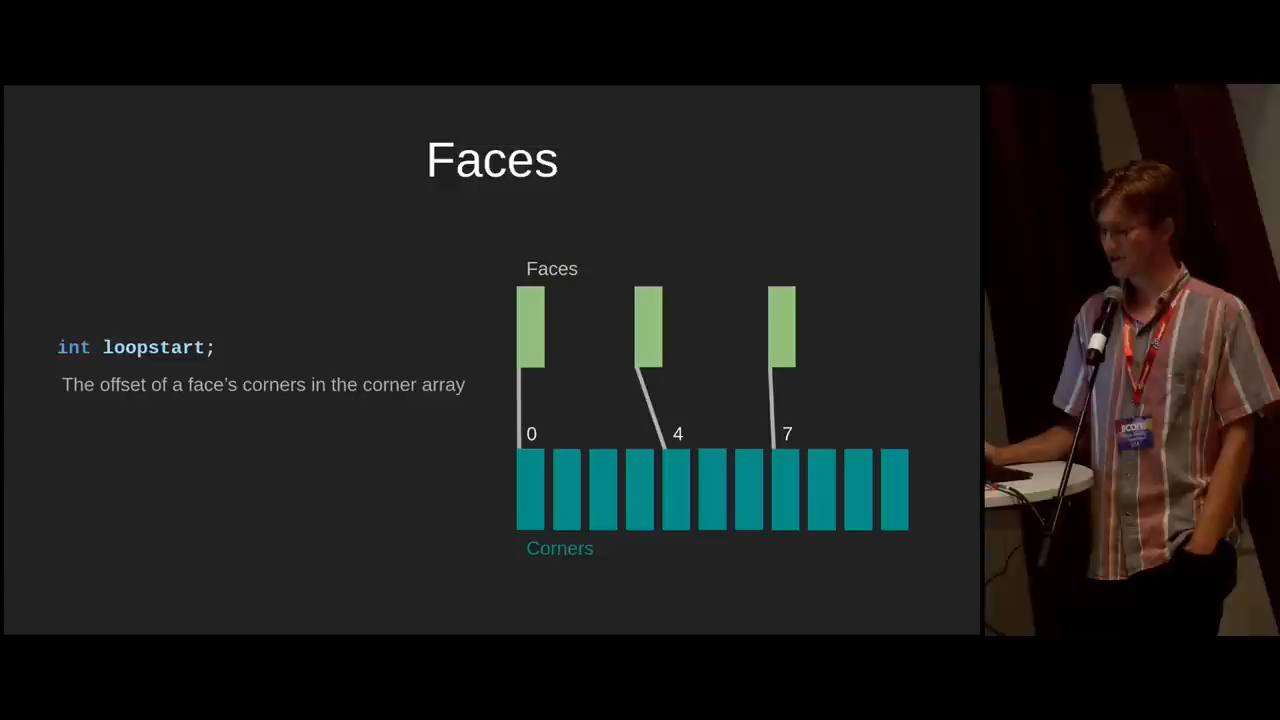 Faces
Faces
int loopstart;
The offset of a face's corners in the corner array
0 4 7
Corners